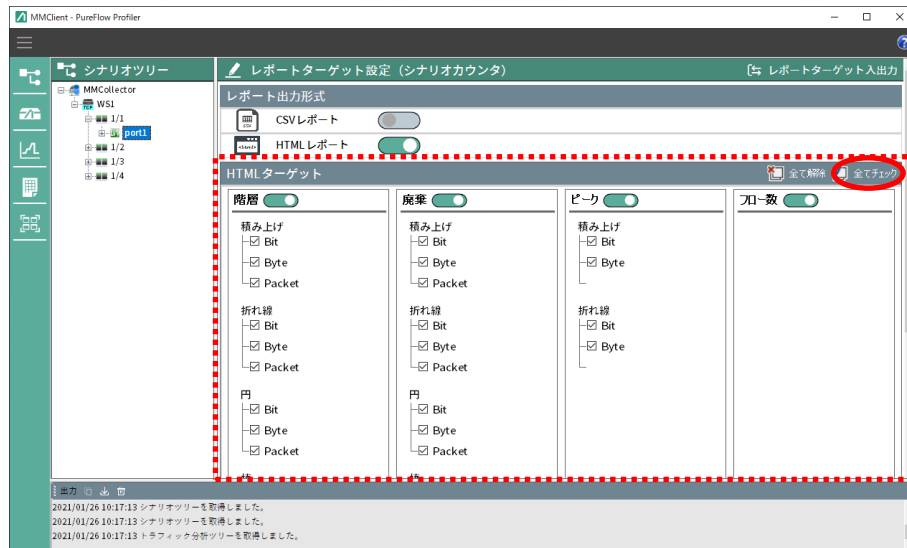 MMClient - PureFlow Profiler
シナリオツリー
MMCollector
WS1
1/1
port1
1/2
1/3
1/4
レポートターゲット設定（シナリオカウンタ）
レポートターゲット入出力
レポート出力形式
CSVレポート
HTMLレポート
HTMLターゲット
全て解除
全てチェック
階層
積み上げ
Bit
Byte
Packet
折れ線
Bit
Byte
Packet
円
Bit
Byte
Packet
廃棄
積み上げ
Bit
Byte
Packet
折れ線
Bit
Byte
Packet
円
Bit
Byte
Packet
ピーク
積み上げ
Bit
Byte
折れ線
Bit
Byte
フロー数
出力
2021/01/26 10:17:13 シナリオツリーを取得しました。
2021/01/26 10:17:13 シナリオツリーを取得しました。
2021/01/26 10:17:13 トラフィック分析ツリーを取得しました。